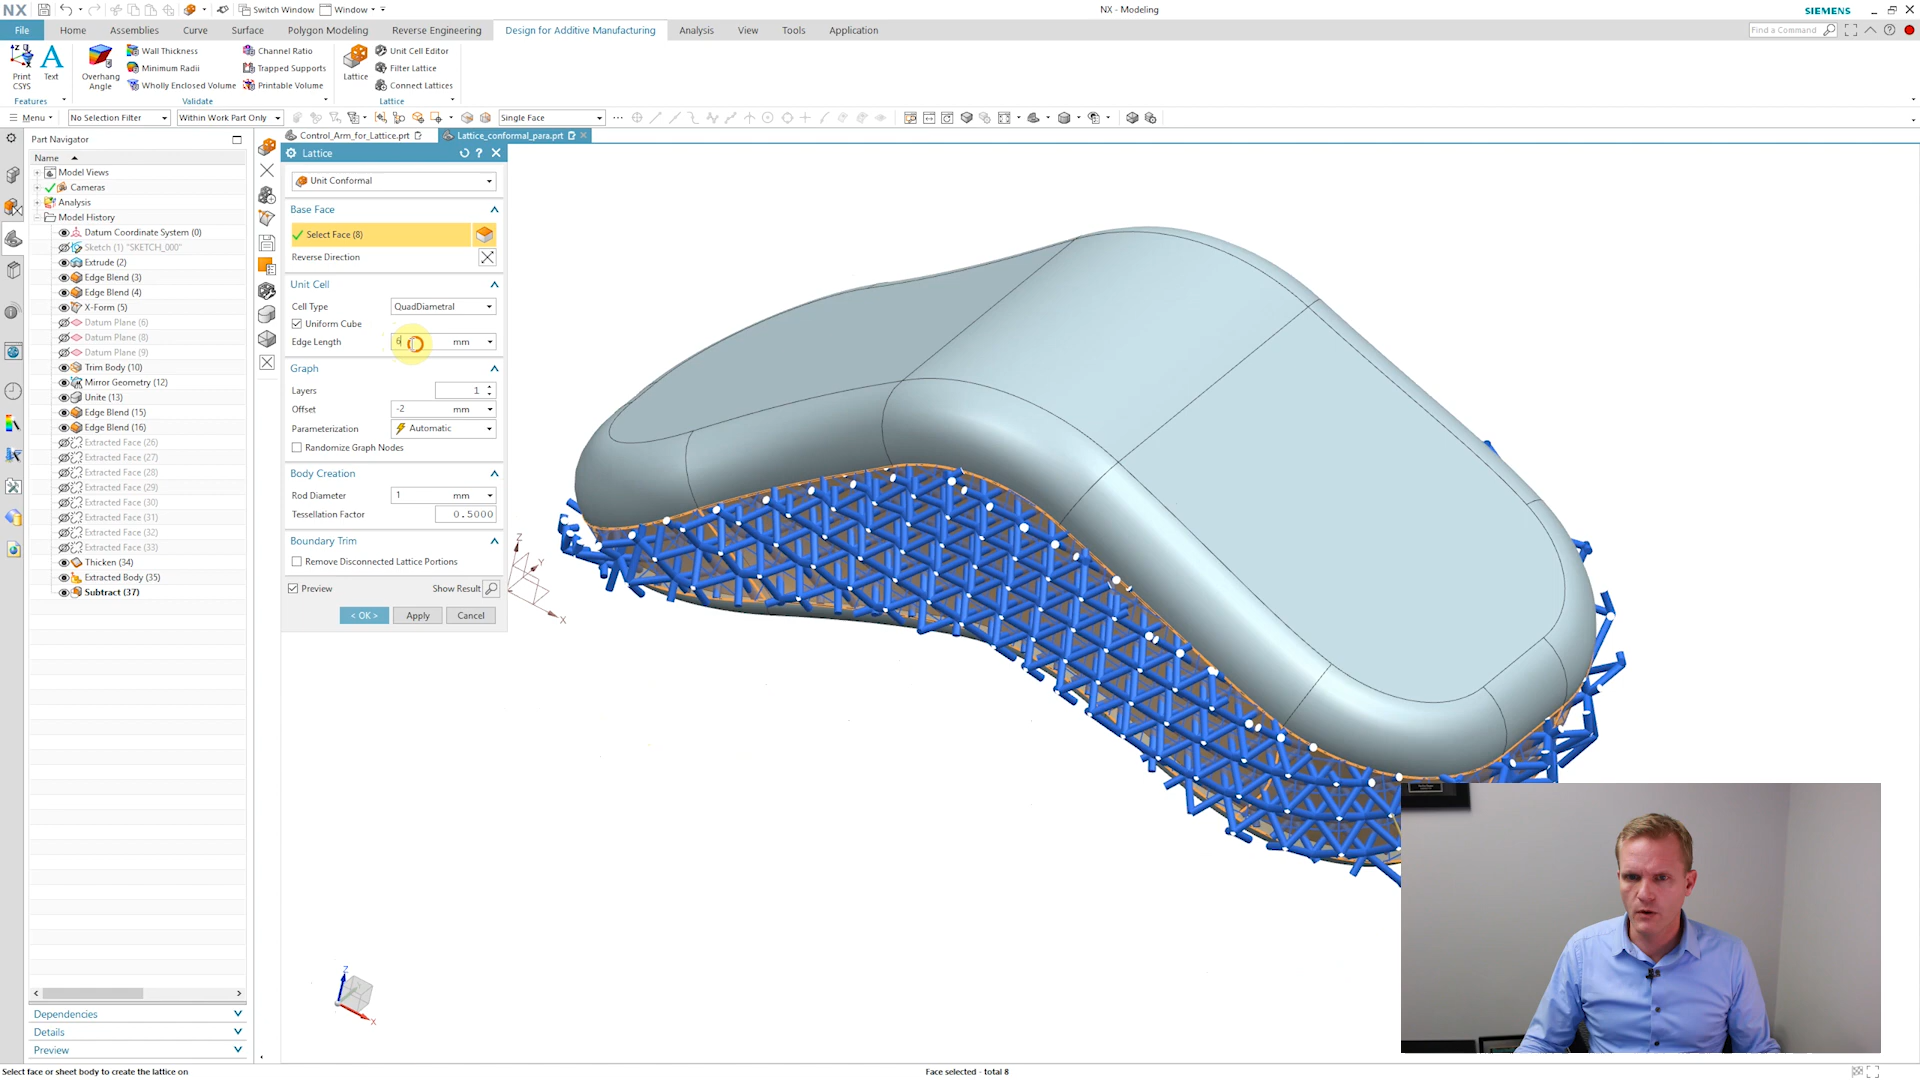 NX
Switch Window
Window
NX - Modeling
SIEMENS
File
Home
Assemblies
Curve
Surface
Polygon Modeling
Reverse Engineering
Design for Additive Manufacturing
Analysis
View
Tools
Application
Find a Command
Print CSYS
Text
Features
Overhang Angle
Wall Thickness
Minimum Radii
Wholly Enclosed Volume
Channel Ratio
Trapped Supports
Printable Volume
Validate
Lattice
Unit Cell Editor
Filter Lattice
Connect Lattices
Lattice
Menu
No Selection Filter
Within Work Part Only
Single Face
Part Navigator
Name
Model Views
Cameras
Analysis
Model History
Datum Coordinate System (0)
Sketch (1) "SKETCH_000"
Extrude (2)
Edge Blend (3)
Edge Blend (4)
X-Form (5)
Datum Plane (6)
Datum Plane (8)
Datum Plane (9)
Trim Body (10)
Mirror Geometry (12)
Unite (13)
Edge Blend (15)
Edge Blend (16)
Extracted Face (26)
Extracted Face (27)
Extracted Face (28)
Extracted Face (29)
Extracted Face (30)
Extracted Face (31)
Extracted Face (32)
Extracted Face (33)
Thicken (34)
Extracted Body (35)
Subtract (37)
Dependencies
Details
Preview
Control_Arm_for_Lattice.prt
Lattice_conformal_para.prt
Lattice
Unit Conformal
Base Face
Select Face (8)
Reverse Direction
Unit Cell
Cell Type QuadDiametral
Uniform Cube
Edge Length 6 mm
Graph
Layers 1
Offset -2 mm
Parameterization Automatic
Randomize Graph Nodes
Body Creation
Rod Diameter 1 mm
Tessellation Factor 0.5000
Boundary Trim
Remove Disconnected Lattice Portions
Preview Show Result
< OK > Apply Cancel
Z
Y
X
Z
X
Select face or sheet body to create the lattice on
Face selected - total 8